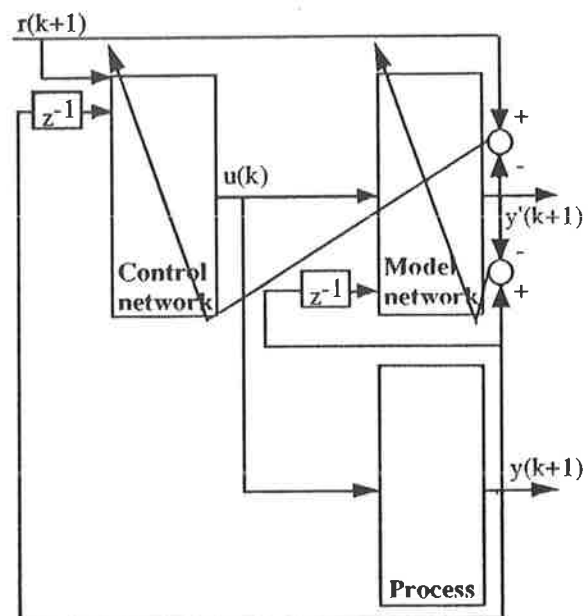 r(k+1)
z-1
+
-
u(k)
y'(k+1)
-
Control
network
Model
network
z-1
+
y(k+1)
Process